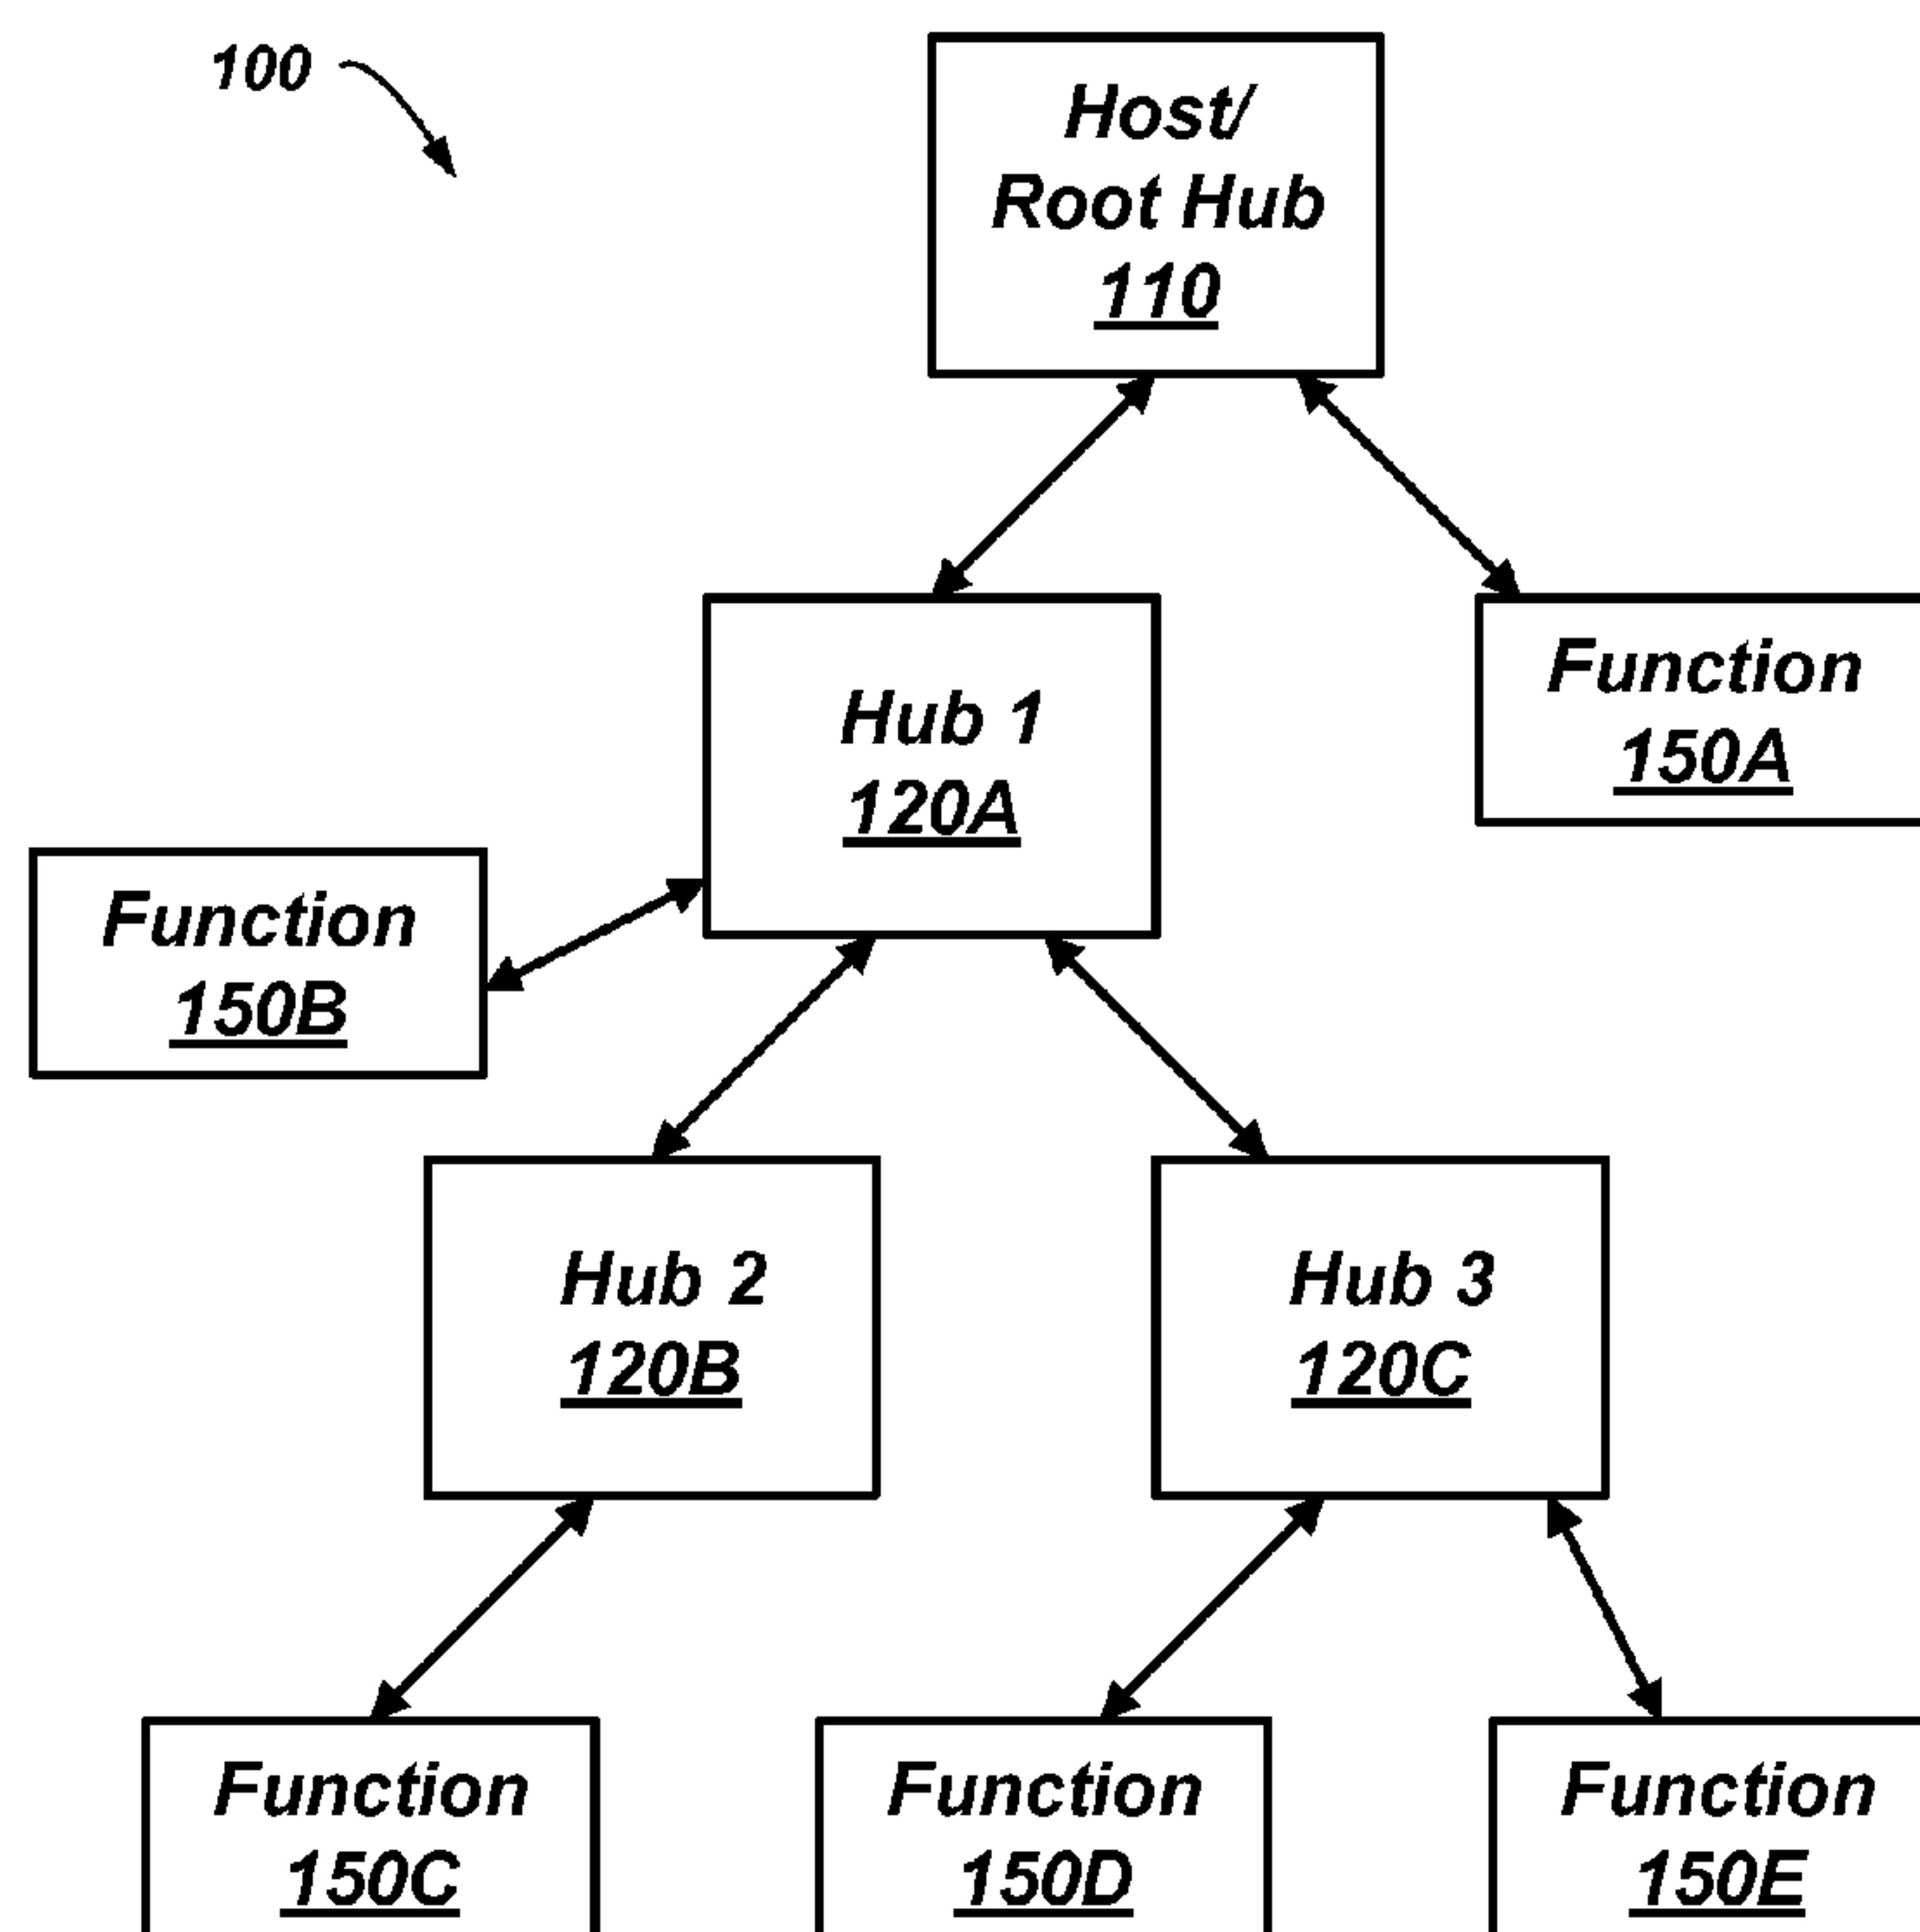 100
Host/
Root Hub
110
Hub 1
120A
Function
150A
Function
150B
Hub 2
120B
Hub 3
120C
Function
150C
Function
150D
Function
150E